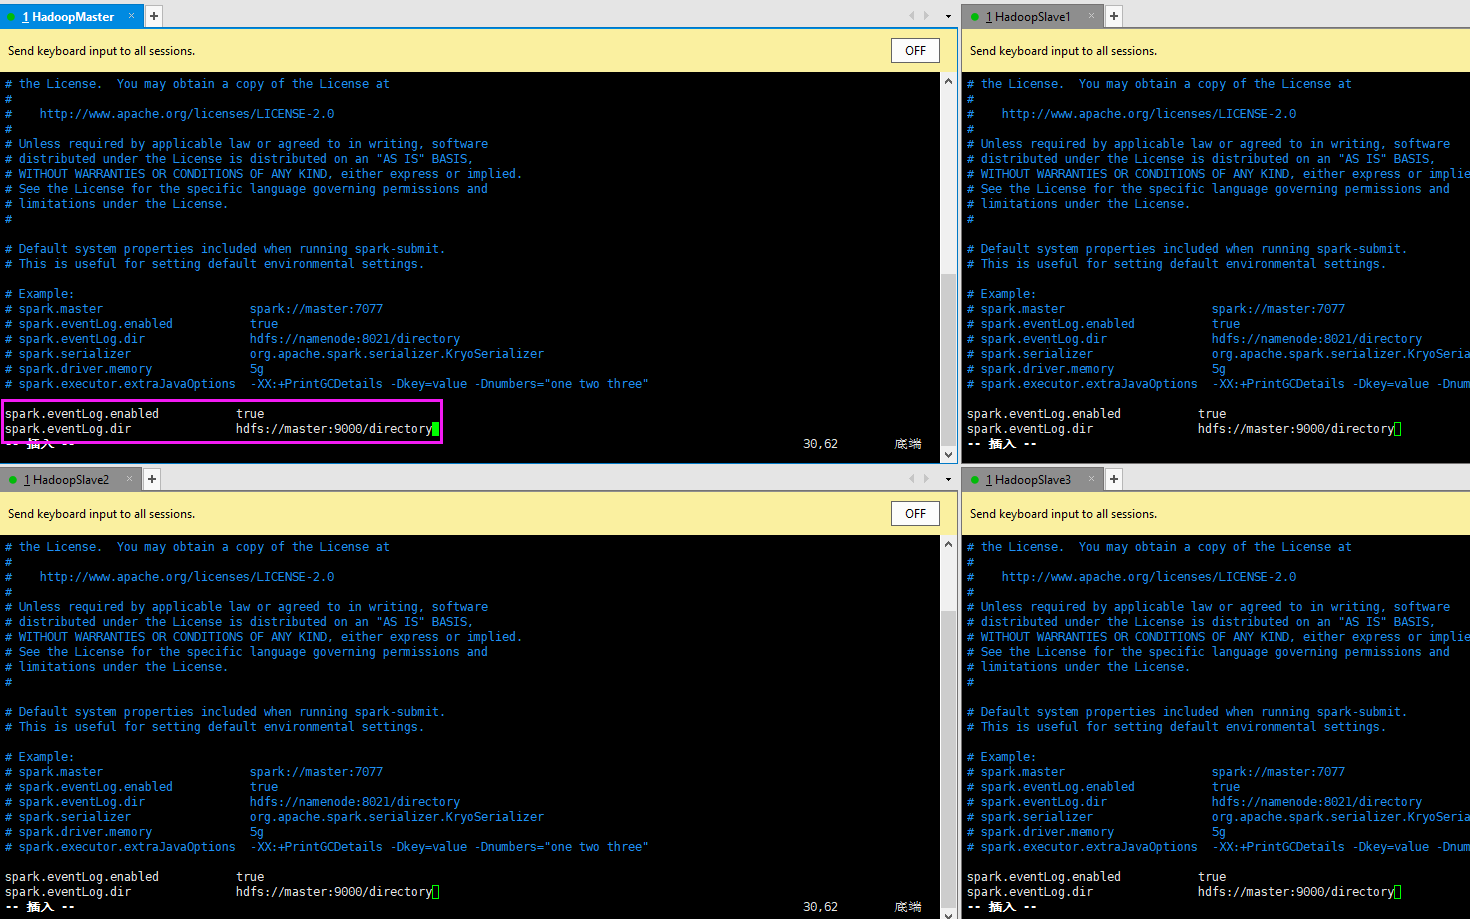 1 HadoopMaster × +
Send keyboard input to all sessions. OFF
# the License.  You may obtain a copy of the License at
#
#    http://www.apache.org/licenses/LICENSE-2.0
#
# Unless required by applicable law or agreed to in writing, software
# distributed under the License is distributed on an "AS IS" BASIS,
# WITHOUT WARRANTIES OR CONDITIONS OF ANY KIND, either express or implied.
# See the License for the specific language governing permissions and
# limitations under the License.
#
# Default system properties included when running spark-submit.
# This is useful for setting default environmental settings.
# Example:
# spark.master                     spark://master:7077
# spark.eventLog.enabled           true
# spark.eventLog.dir               hdfs://namenode:8021/directory
# spark.serializer                 org.apache.spark.serializer.KryoSerializer
# spark.driver.memory              5g
# spark.executor.extraJavaOptions  -XX:+PrintGCDetails -Dkey=value -Dnumbers="one two three"
spark.eventLog.enabled           true
spark.eventLog.dir               hdfs://master:9000/directory
-- 插入 -- 30,62 底端
1 HadoopSlave1 × +
Send keyboard input to all sessions.
# the License.  You may obtain a copy of the License at
#
#    http://www.apache.org/licenses/LICENSE-2.0
#
# Unless required by applicable law or agreed to in writing, software
# distributed under the License is distributed on an "AS IS" BASIS,
# WITHOUT WARRANTIES OR CONDITIONS OF ANY KIND, either express or implie
# See the License for the specific language governing permissions and
# limitations under the License.
#
# Default system properties included when running spark-submit.
# This is useful for setting default environmental settings.
# Example:
# spark.master                     spark://master:7077
# spark.eventLog.enabled           true
# spark.eventLog.dir               hdfs://namenode:8021/directory
# spark.serializer                 org.apache.spark.serializer.KryoSeria
# spark.driver.memory              5g
# spark.executor.extraJavaOptions  -XX:+PrintGCDetails -Dkey=value -Dnum
spark.eventLog.enabled           true
spark.eventLog.dir               hdfs://master:9000/directory
-- 插入 --
1 HadoopSlave2 × +
Send keyboard input to all sessions. OFF
# the License.  You may obtain a copy of the License at
#
#    http://www.apache.org/licenses/LICENSE-2.0
#
# Unless required by applicable law or agreed to in writing, software
# distributed under the License is distributed on an "AS IS" BASIS,
# WITHOUT WARRANTIES OR CONDITIONS OF ANY KIND, either express or implied.
# See the License for the specific language governing permissions and
# limitations under the License.
#
# Default system properties included when running spark-submit.
# This is useful for setting default environmental settings.
# Example:
# spark.master                     spark://master:7077
# spark.eventLog.enabled           true
# spark.eventLog.dir               hdfs://namenode:8021/directory
# spark.serializer                 org.apache.spark.serializer.KryoSerializer
# spark.driver.memory              5g
# spark.executor.extraJavaOptions  -XX:+PrintGCDetails -Dkey=value -Dnumbers="one two three"
spark.eventLog.enabled           true
spark.eventLog.dir               hdfs://master:9000/directory
-- 插入 -- 30,62 底端
1 HadoopSlave3 × +
Send keyboard input to all sessions.
# the License.  You may obtain a copy of the License at
#
#    http://www.apache.org/licenses/LICENSE-2.0
#
# Unless required by applicable law or agreed to in writing, software
# distributed under the License is distributed on an "AS IS" BASIS,
# WITHOUT WARRANTIES OR CONDITIONS OF ANY KIND, either express or implie
# See the License for the specific language governing permissions and
# limitations under the License.
#
# Default system properties included when running spark-submit.
# This is useful for setting default environmental settings.
# Example:
# spark.master                     spark://master:7077
# spark.eventLog.enabled           true
# spark.eventLog.dir               hdfs://namenode:8021/directory
# spark.serializer                 org.apache.spark.serializer.KryoSeria
# spark.driver.memory              5g
# spark.executor.extraJavaOptions  -XX:+PrintGCDetails -Dkey=value -Dnum
spark.eventLog.enabled           true
spark.eventLog.dir               hdfs://master:9000/directory
-- 插入 --